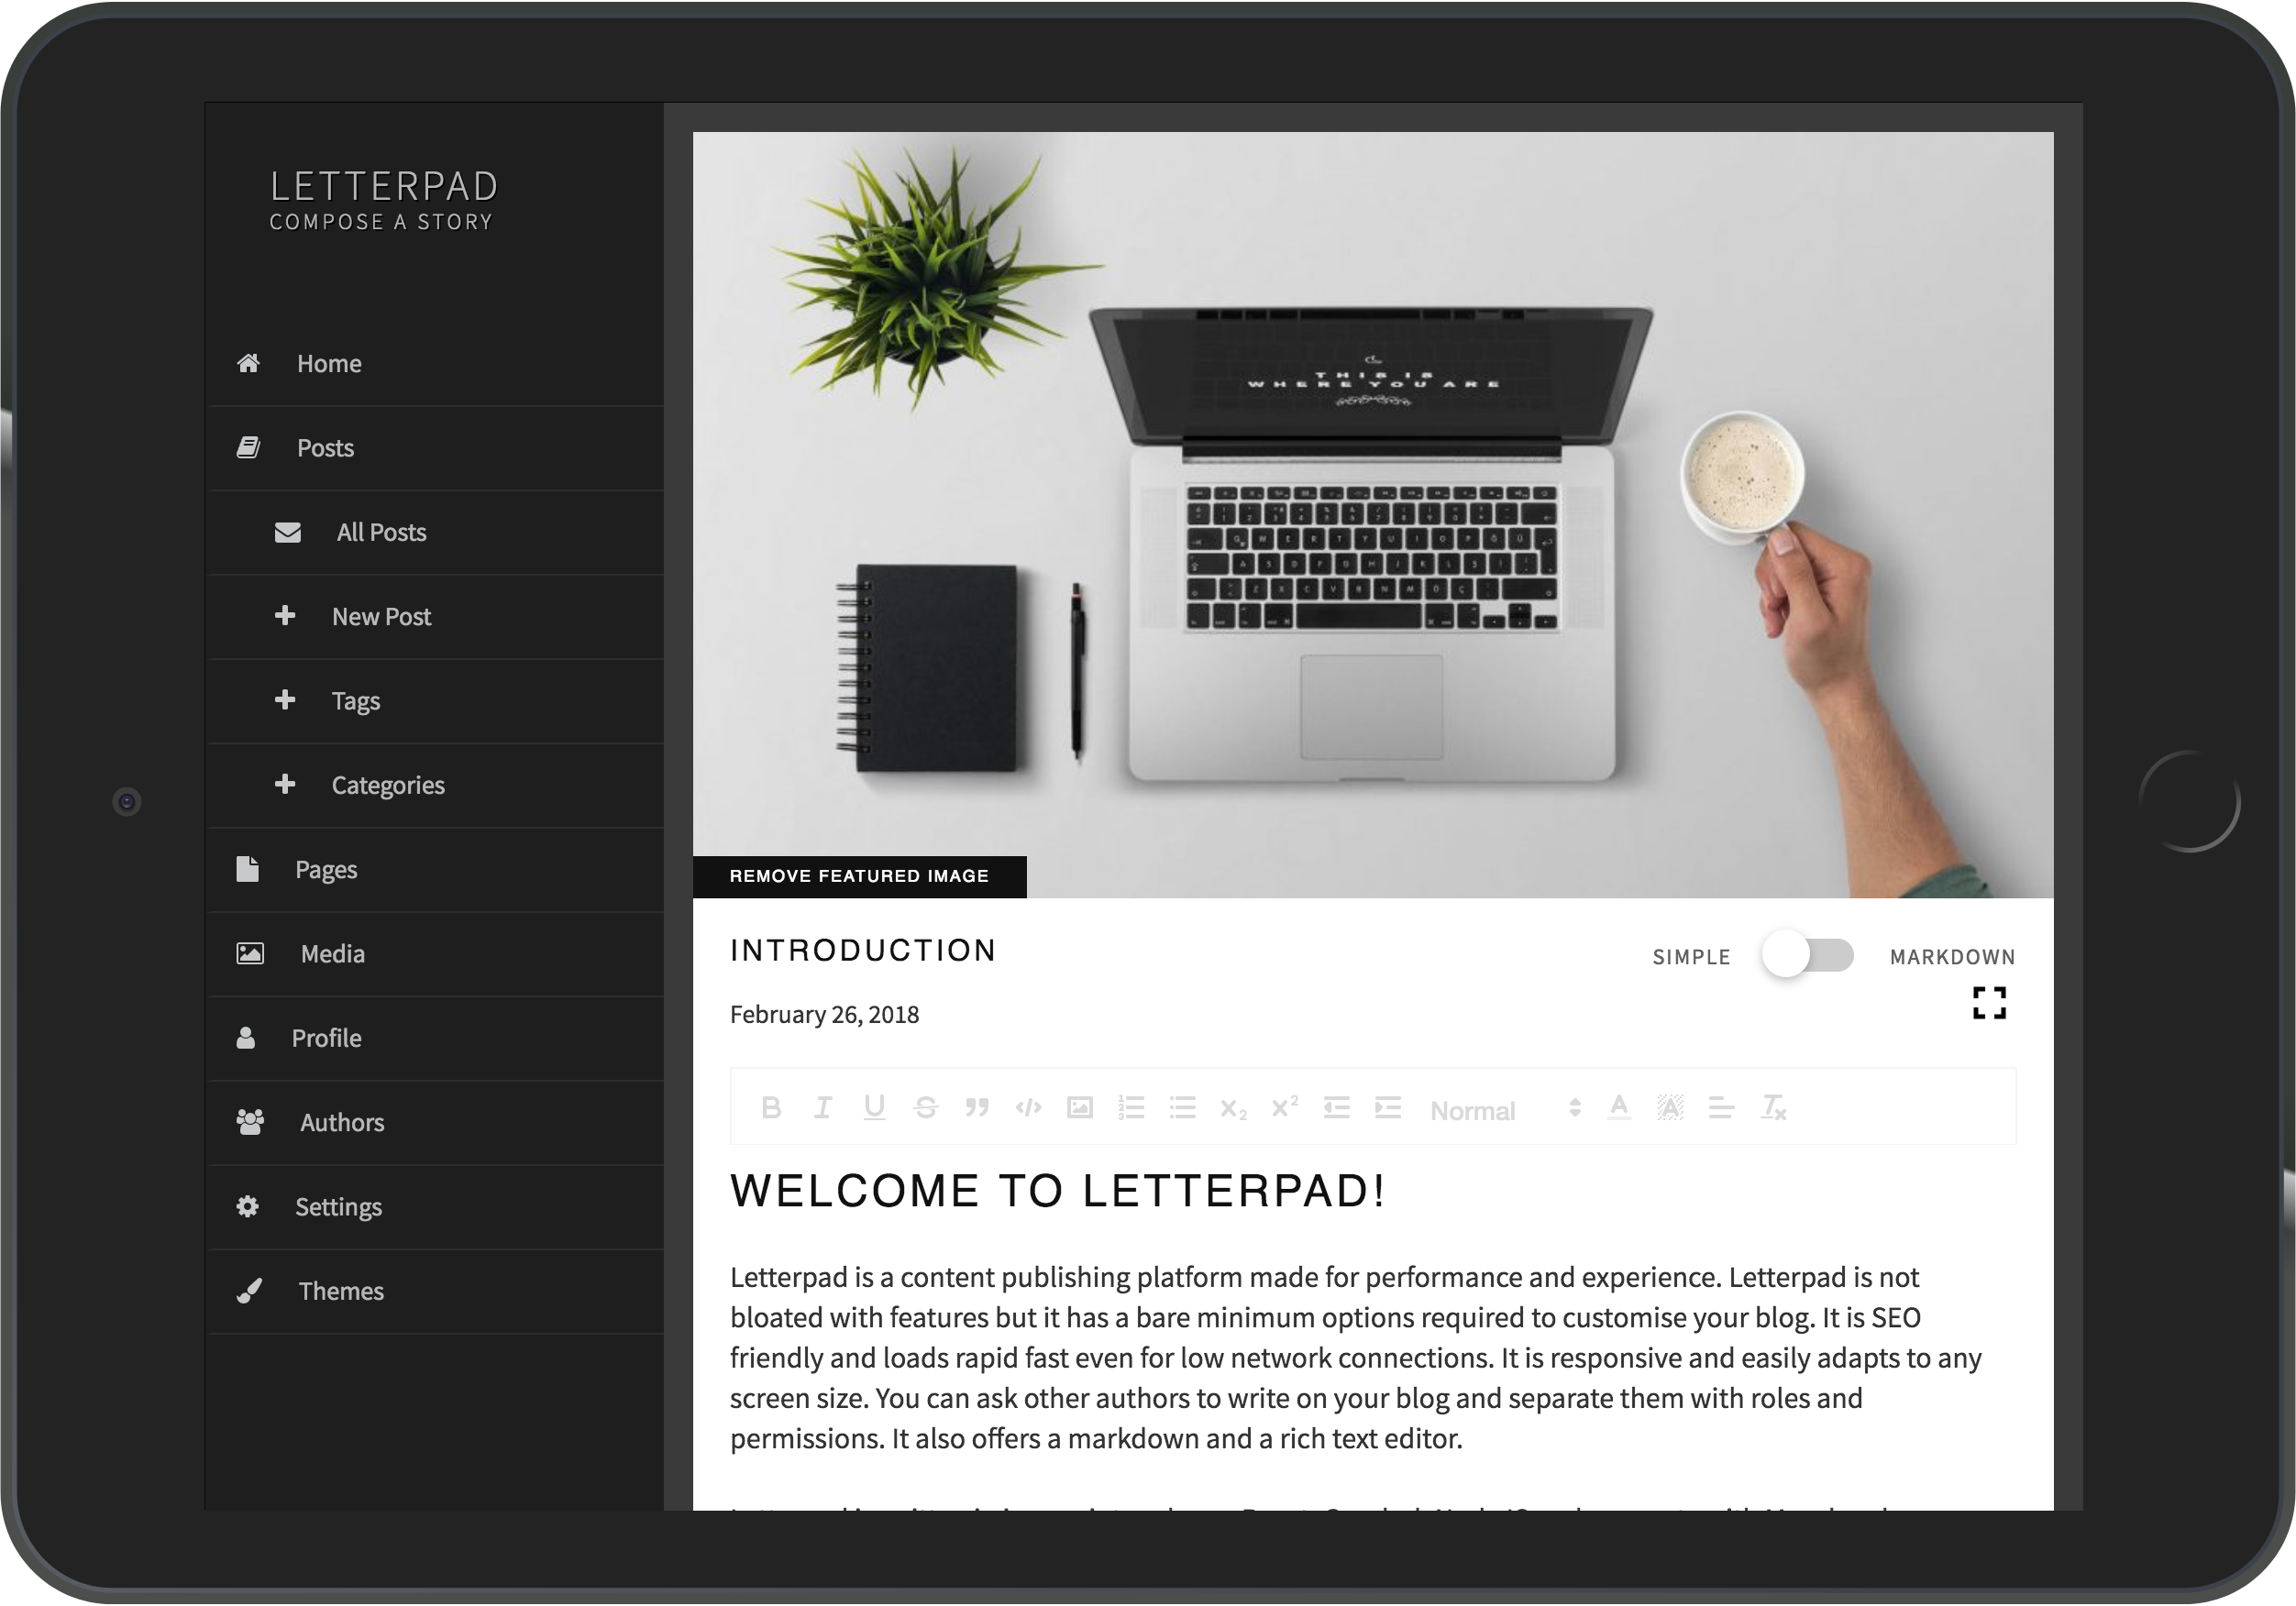 LETTERPAD
COMPOSE A STORY
Home
Posts
All Posts
New Post
Tags
Categories
Pages
Media
Profile
Authors
Settings
Themes
THIS IS
WHERE YOU ARE
REMOVE FEATURED IMAGE
INTRODUCTION
SIMPLE
MARKDOWN
February 26, 2018
Normal
WELCOME TO LETTERPAD!
Letterpad is a content publishing platform made for performance and experience. Letterpad is not
bloated with features but it has a bare minimum options required to customise your blog. It is SEO
friendly and loads rapid fast even for low network connections. It is responsive and easily adapts to any
screen size. You can ask other authors to write on your blog and separate them with roles and
permissions. It also offers a markdown and a rich text editor.